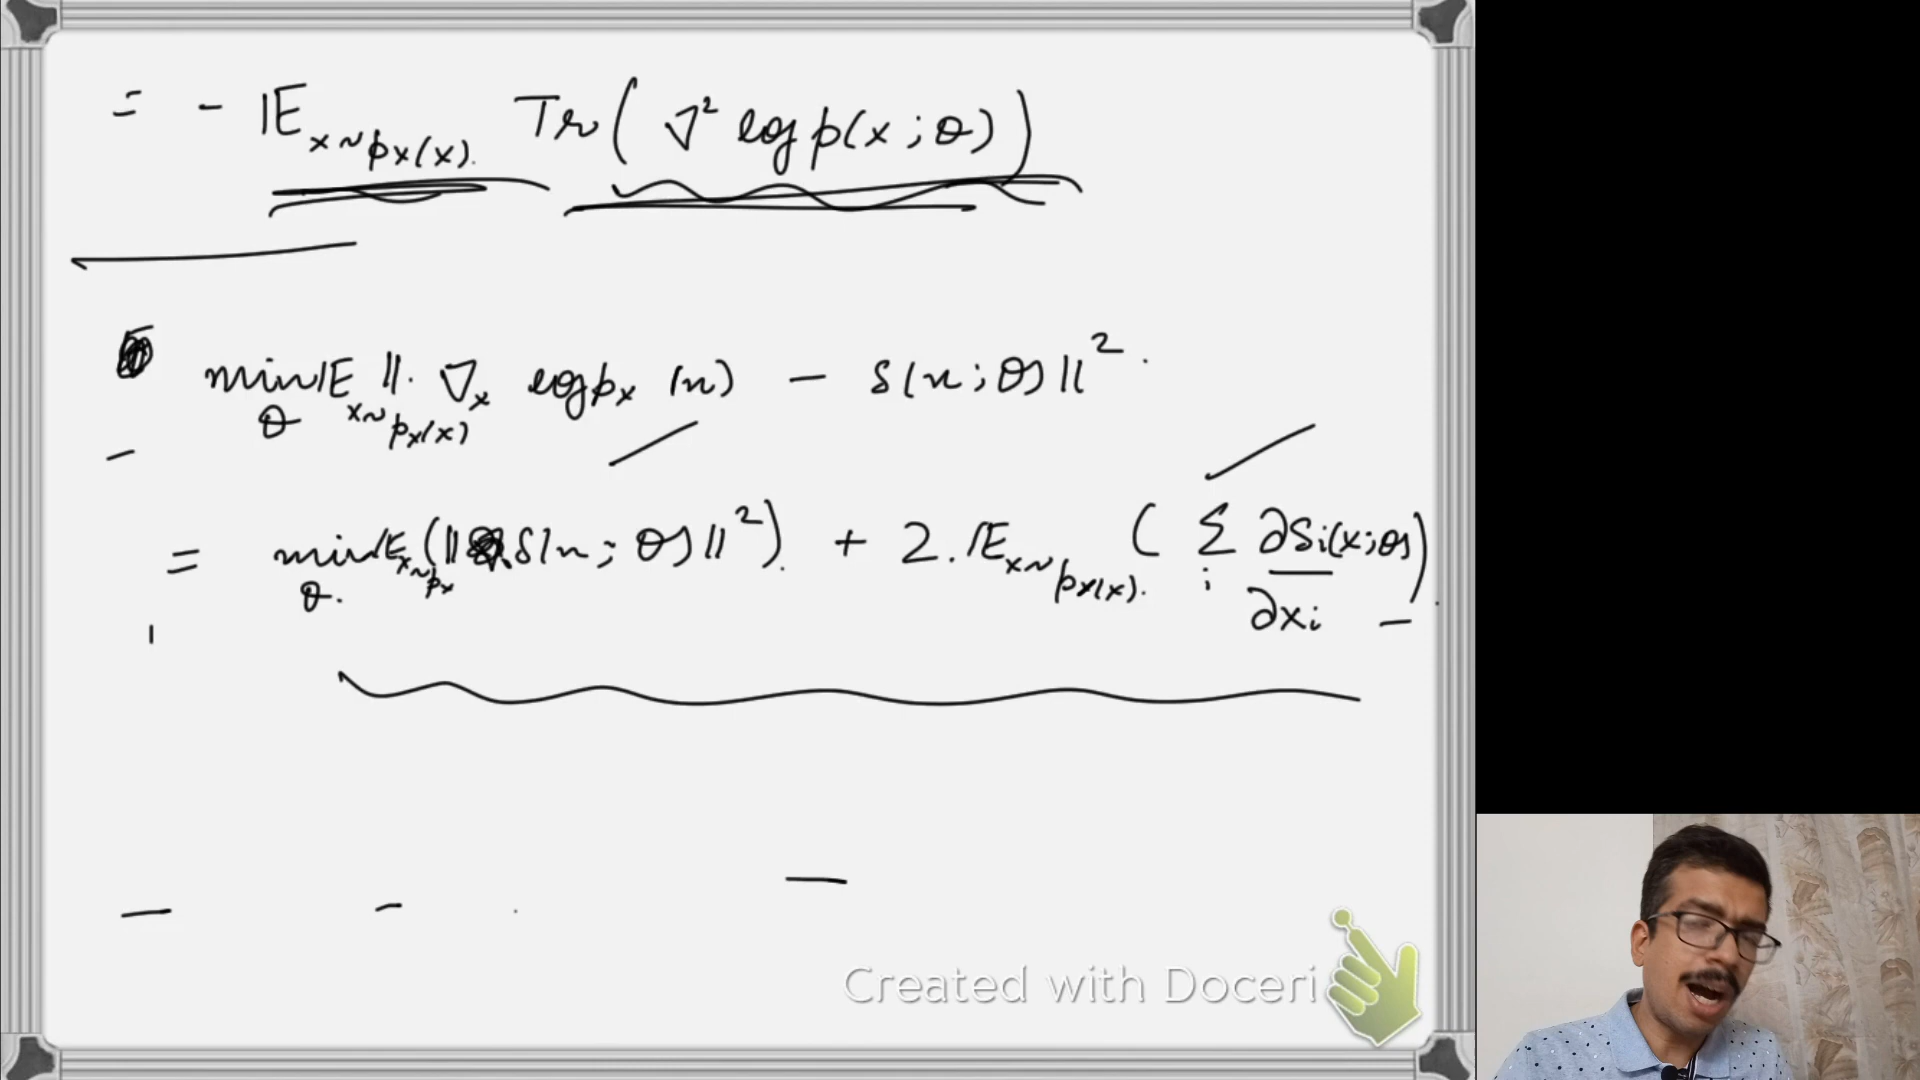 = - 𝔼_{x∼p_X(x)} Tr(∇² log p(x;θ))
min_θ 𝔼_{x∼p_X(x)} ||∇_x log p_X(x) - s(x;θ)||².
= min_θ 𝔼_{x∼p_X}(||s(x;θ)||²) + 2. 𝔼_{x∼p_X(x)} (∑_i ∂s_i(x;θ)/∂x_i)
Created with Doceri